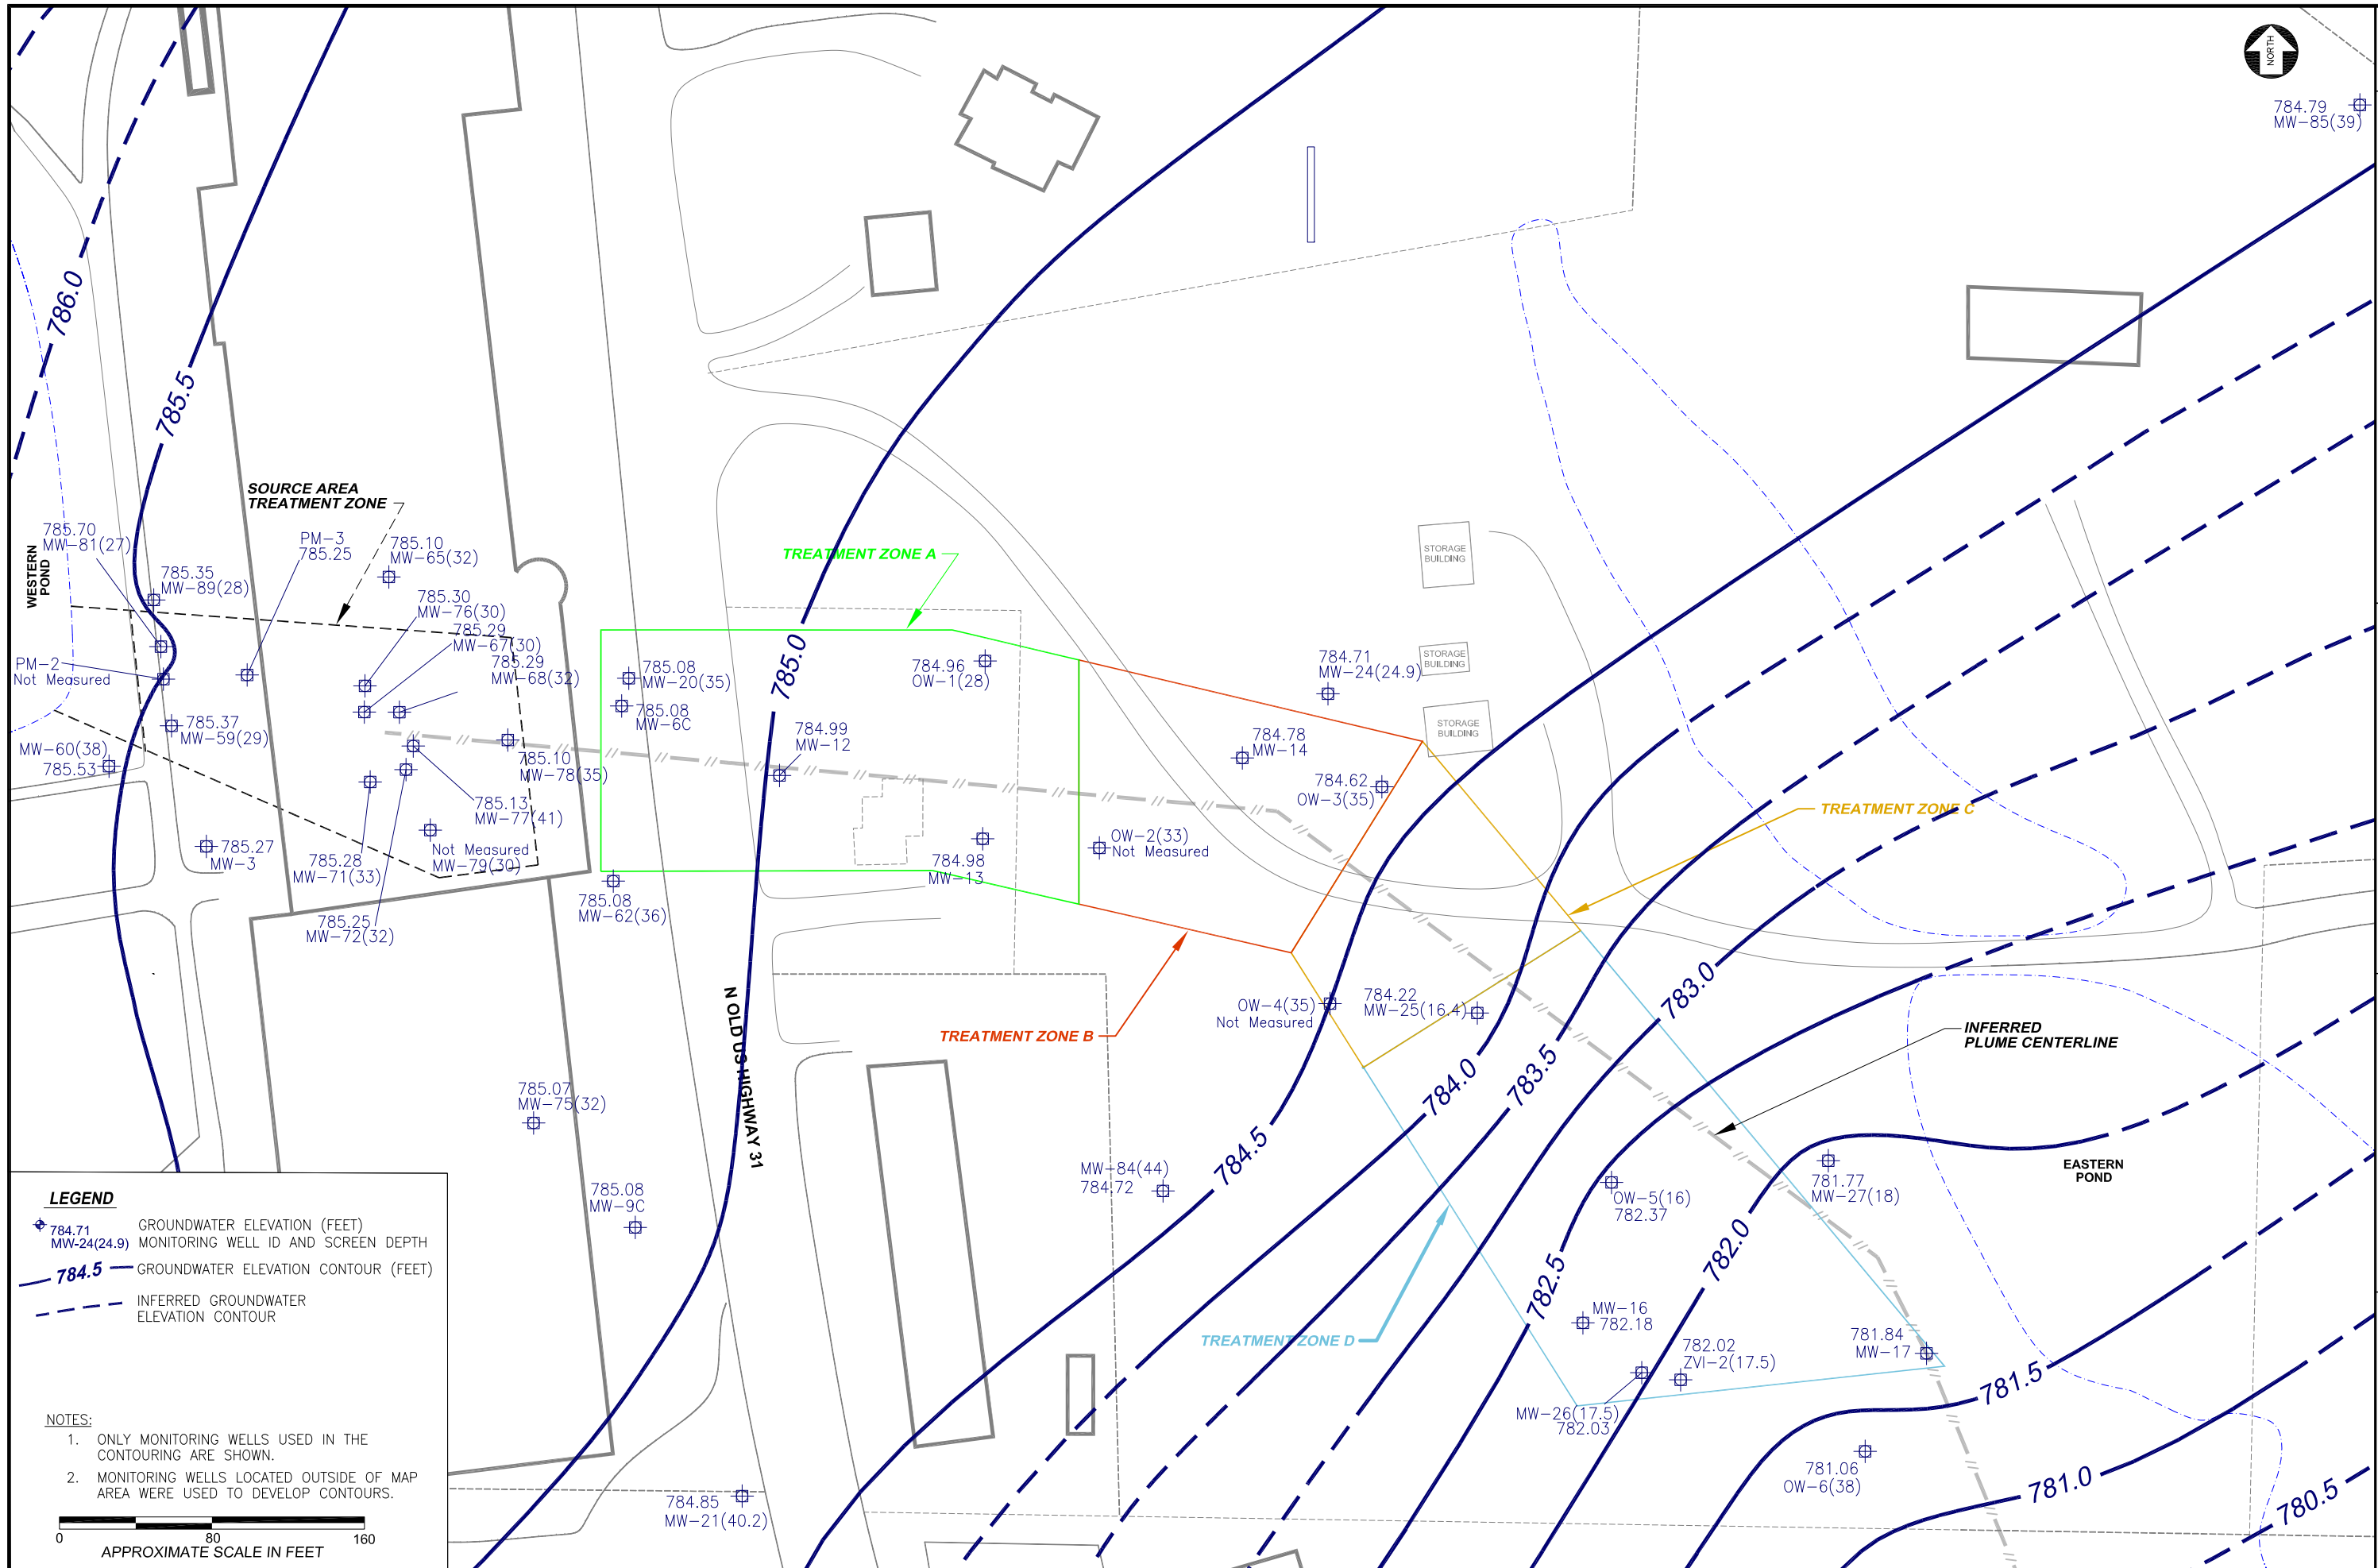 NORTH
784.79
MW-85(39)
786.0
785.5
SOURCE AREA
TREATMENT ZONE
785.70
MW-81(27)
WESTERN
POND
785.35
MW-89(28)
PM-3
785.25
785.10
MW-65(32)
785.30
MW-76(30)
785.29
MW-67(30)
785.29
MW-68(32)
PM-2
Not Measured
785.37
MW-59(29)
MW-60(38)
785.53
785.10
MW-78(35)
785.13
MW-77(41)
Not Measured
MW-79(30)
785.27
MW-3
785.28
MW-71(33)
785.25
MW-72(32)
TREATMENT ZONE A
785.0
785.08
MW-20(35)
785.08
MW-6C
784.96
OW-1(28)
784.99
MW-12
784.98
MW-13
785.08
MW-62(36)
784.71
MW-24(24.9)
784.78
MW-14
784.62
OW-3(35)
OW-2(33)
Not Measured
STORAGE
BUILDING
STORAGE
BUILDING
STORAGE
BUILDING
TREATMENT ZONE C
N OLD US HIGHWAY 31
TREATMENT ZONE B
OW-4(35)
Not Measured
784.22
MW-25(16.4)
783.0
INFERRED
PLUME CENTERLINE
784.0
783.5
784.5
785.07
MW-75(32)
785.08
MW-9C
MW-84(44)
784.72
OW-5(16)
782.37
781.77
MW-27(18)
EASTERN
POND
782.0
782.5
TREATMENT ZONE D
MW-16
782.18
782.02
ZVI-2(17.5)
781.84
MW-17
MW-26(17.5)
782.03
781.5
781.06
OW-6(38)
781.0
780.5
784.85
MW-21(40.2)
LEGEND
784.71
MW-24(24.9)
GROUNDWATER ELEVATION (FEET)
MONITORING WELL ID AND SCREEN DEPTH
784.5
GROUNDWATER ELEVATION CONTOUR (FEET)
INFERRED GROUNDWATER
ELEVATION CONTOUR
NOTES:
1. ONLY MONITORING WELLS USED IN THE
CONTOURING ARE SHOWN.
2. MONITORING WELLS LOCATED OUTSIDE OF MAP
AREA WERE USED TO DEVELOP CONTOURS.
0 80 160
APPROXIMATE SCALE IN FEET